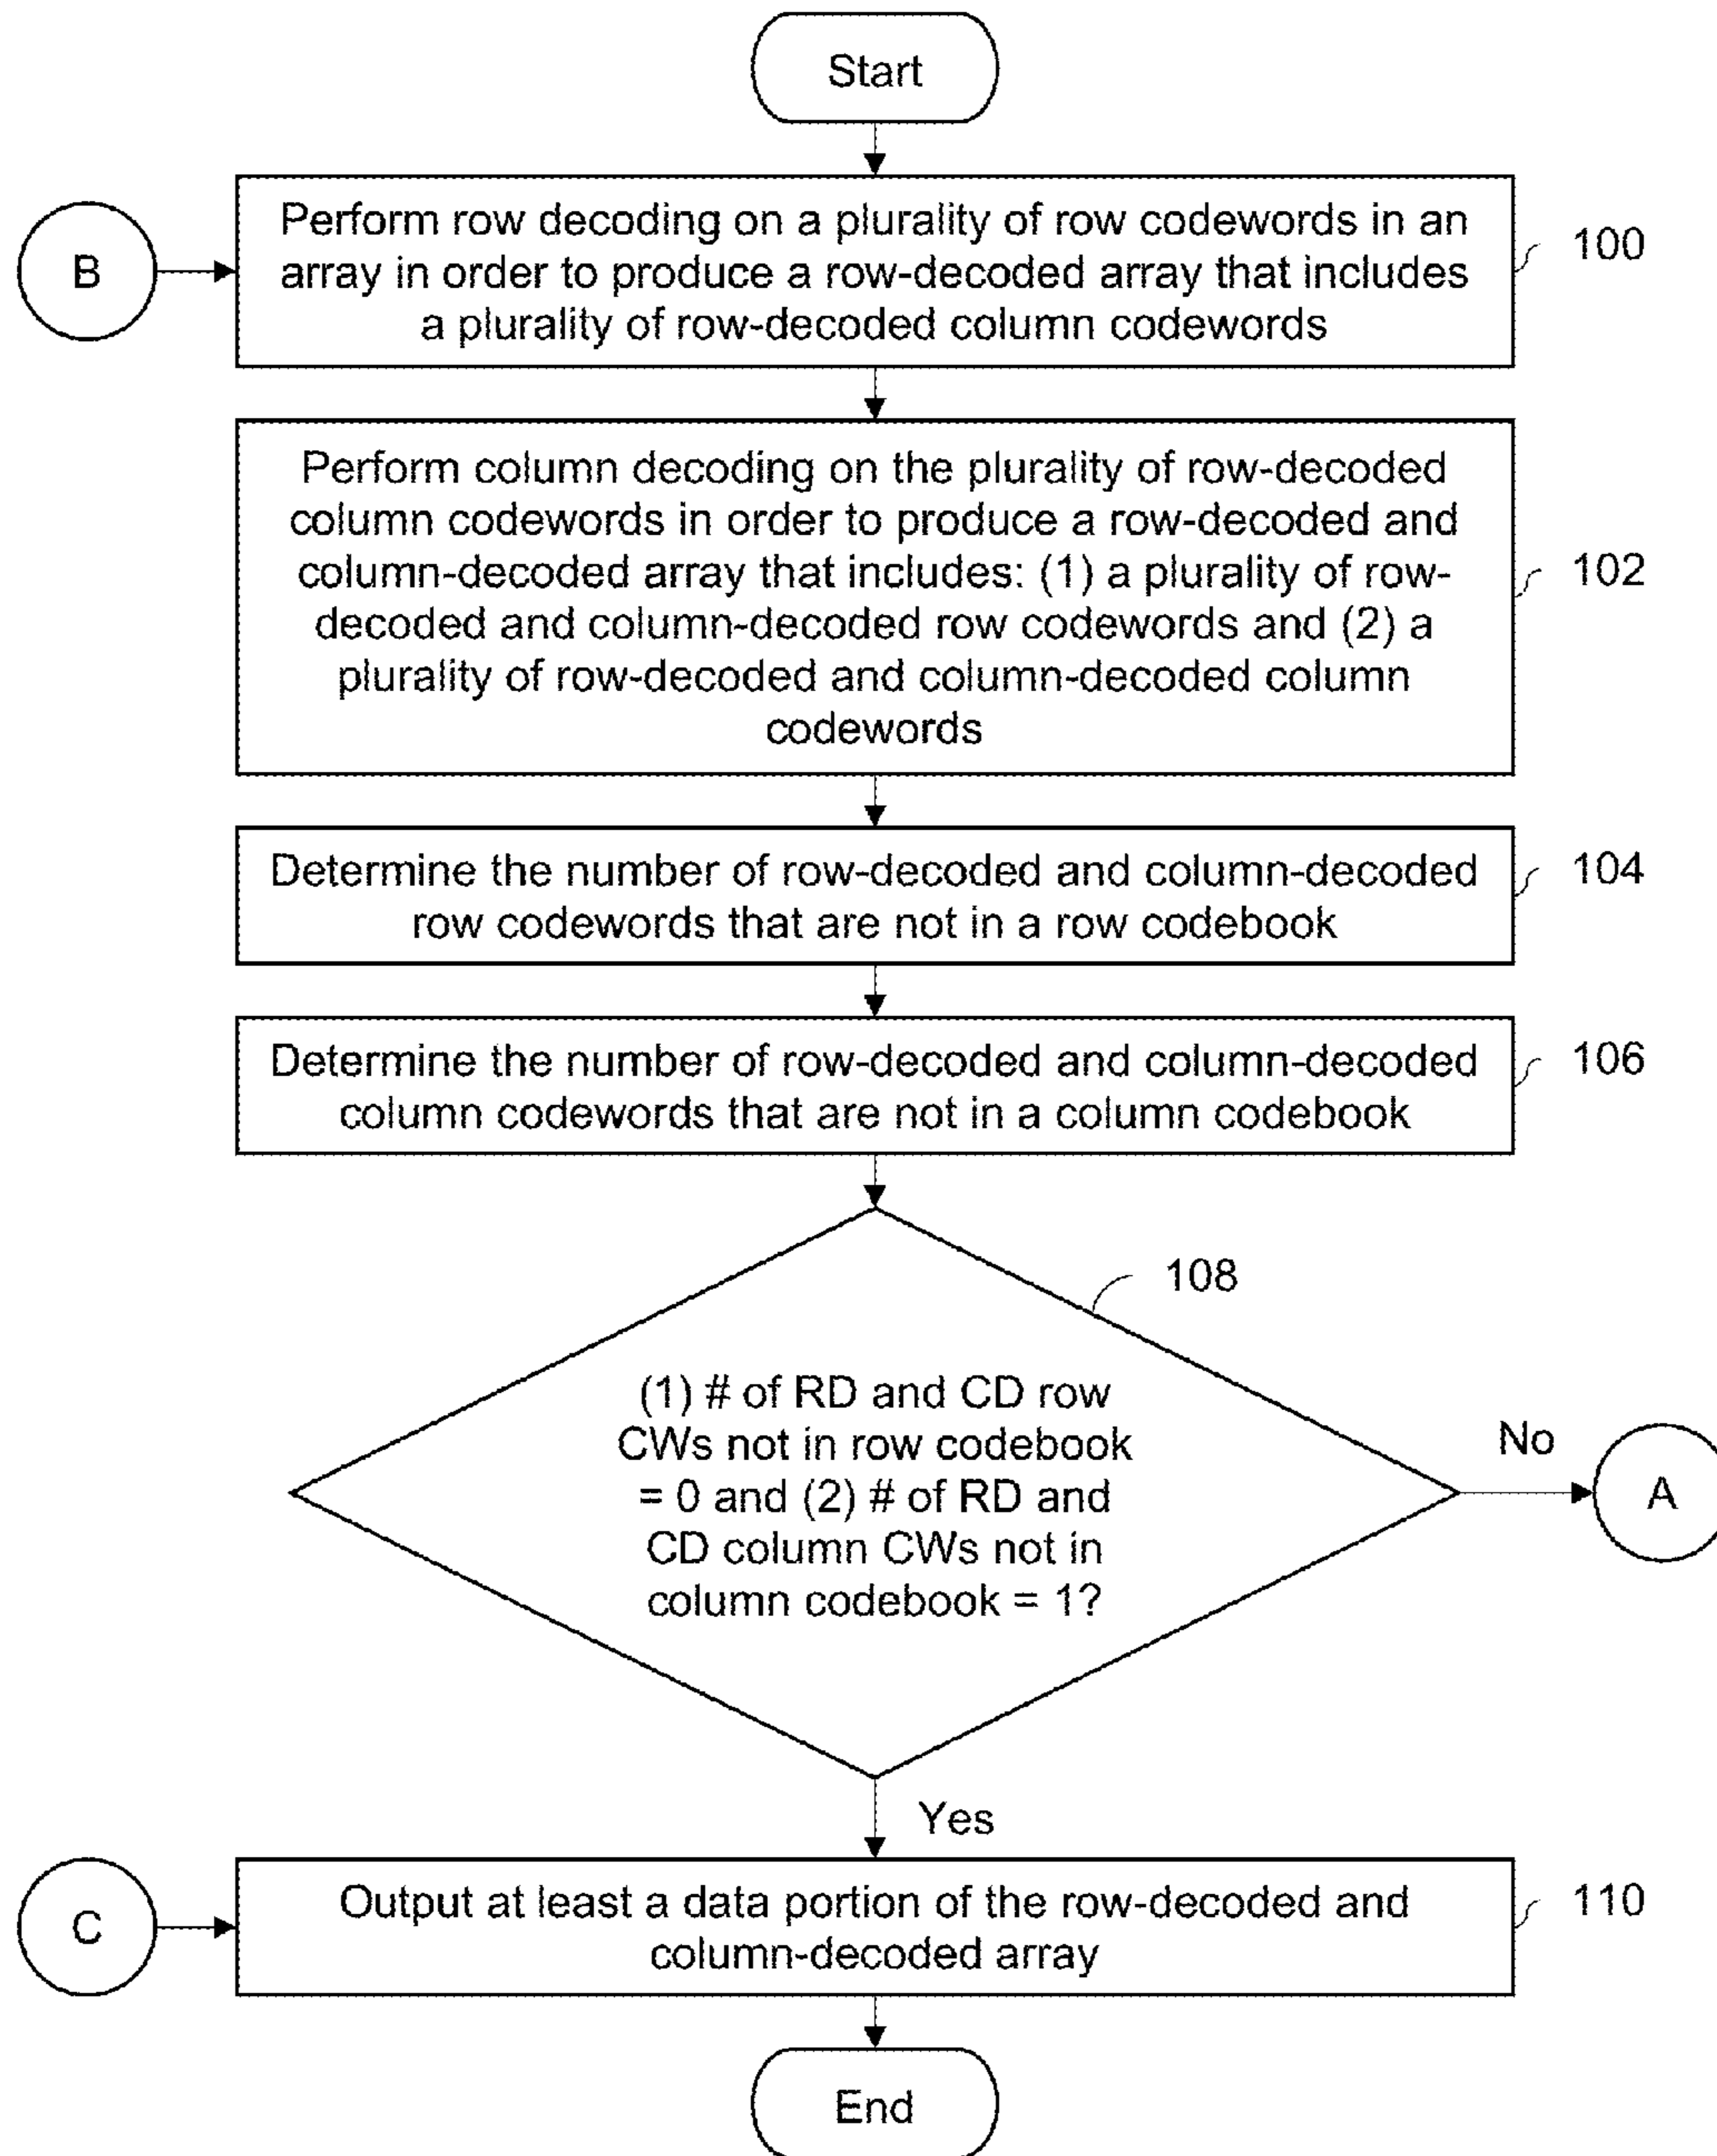 Start
B
Perform row decoding on a plurality of row codewords in an
array in order to produce a row-decoded array that includes
a plurality of row-decoded column codewords
100
Perform column decoding on the plurality of row-decoded
column codewords in order to produce a row-decoded and
column-decoded array that includes: (1) a plurality of row-
decoded and column-decoded row codewords and (2) a
plurality of row-decoded and column-decoded column
codewords
102
Determine the number of row-decoded and column-decoded
row codewords that are not in a row codebook
104
Determine the number of row-decoded and column-decoded
column codewords that are not in a column codebook
106
108
(1) # of RD and CD row
CWs not in row codebook
= 0 and (2) # of RD and
CD column CWs not in
column codebook = 1?
No
A
Yes
C
Output at least a data portion of the row-decoded and
column-decoded array
110
End